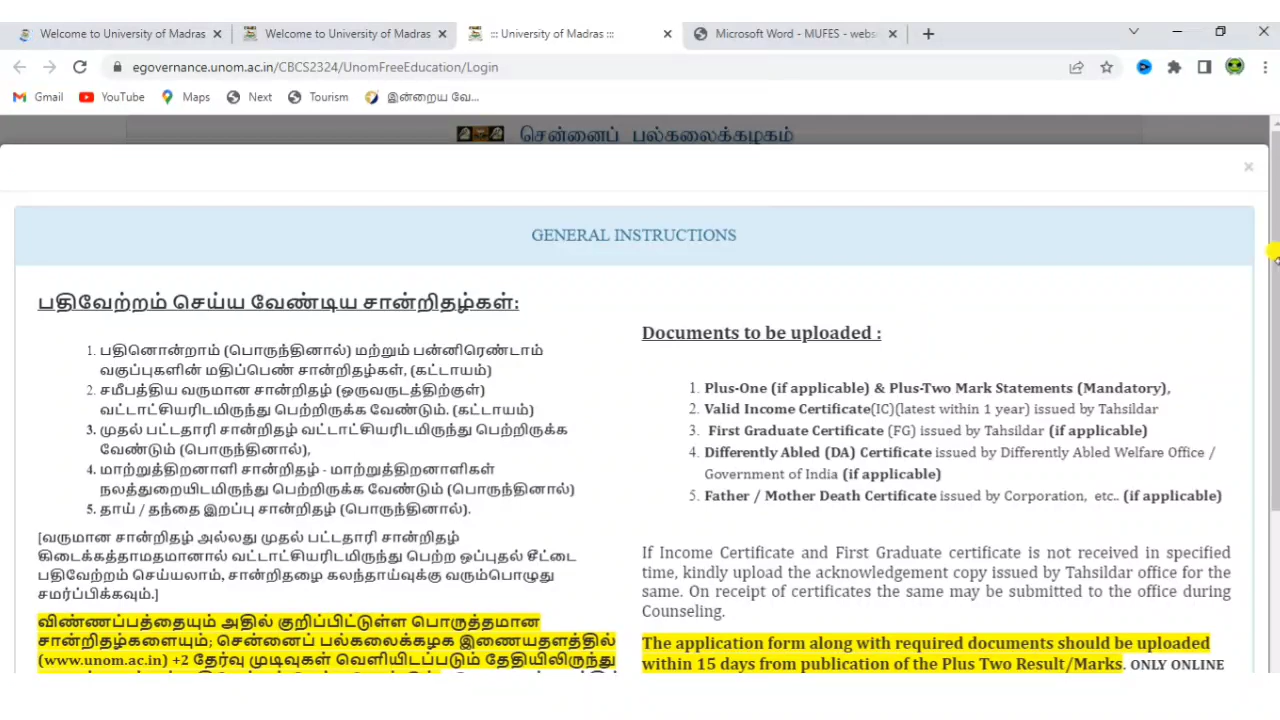 Welcome to University of Madras
Welcome to University of Madras
::: University of Madras :::
Microsoft Word - MUFES - webs
egovernance.unom.ac.in/CBCS2324/UnomFreeEducation/Login
Gmail
YouTube
Maps
Next
Tourism
இன்றைய வே...
சென்னைப் பல்கலைக்கழகம்
GENERAL INSTRUCTIONS
பதிவேற்றம் செய்ய வேண்டிய சான்றிதழ்கள்:
1. பதினொன்றாம் (பொருந்தினால்) மற்றும் பன்னிரெண்டாம்
வகுப்புகளின் மதிப்பெண் சான்றிதழ்கள், (கட்டாயம்)
2. சமீபத்திய வருமான சான்றிதழ் (ஒருவருடத்திற்குள்)
வட்டாட்சியரிடமிருந்து பெற்றிருக்க வேண்டும். (கட்டாயம்)
3. முதல் பட்டதாரி சான்றிதழ் வட்டாட்சியரிடமிருந்து பெற்றிருக்க
வேண்டும் (பொருந்தினால்),
4. மாற்றுத்திறனாளி சான்றிதழ் - மாற்றுத்திறனாளிகள்
நலத்துறையிடமிருந்து பெற்றிருக்க வேண்டும் (பொருந்தினால்)
5. தாய் / தந்தை இறப்பு சான்றிதழ் (பொருந்தினால்).
[வருமான சான்றிதழ் அல்லது முதல் பட்டதாரி சான்றிதழ்
கிடைக்கத்தாமதமானால் வட்டாட்சியரிடமிருந்து பெற்ற ஒப்புதல் சீட்டை
பதிவேற்றம் செய்யலாம், சான்றிதழை கலந்தாய்வுக்கு வரும்பொழுது
சமர்ப்பிக்கவும்.]
விண்ணப்பத்தையும் அதில் குறிப்பிட்டுள்ள பொருத்தமான
சான்றிதழ்களையும்; சென்னைப் பல்கலைக்கழக இணையதளத்தில்
(www.unom.ac.in) +2 தேர்வு முடிவுகள் வெளியிடப்படும் தேதியிலிருந்து
Documents to be uploaded :
1. Plus-One (if applicable) & Plus-Two Mark Statements (Mandatory),
2. Valid Income Certificate(IC)(latest within 1 year) issued by Tahsildar
3. First Graduate Certificate (FG) issued by Tahsildar (if applicable)
4. Differently Abled (DA) Certificate issued by Differently Abled Welfare Office /
Government of India (if applicable)
5. Father / Mother Death Certificate issued by Corporation, etc.. (if applicable)
If Income Certificate and First Graduate certificate is not received in specified
time, kindly upload the acknowledgement copy issued by Tahsildar office for the
same. On receipt of certificates the same may be submitted to the office during
Counseling.
The application form along with required documents should be uploaded
within 15 days from publication of the Plus Two Result/Marks. ONLY ONLINE